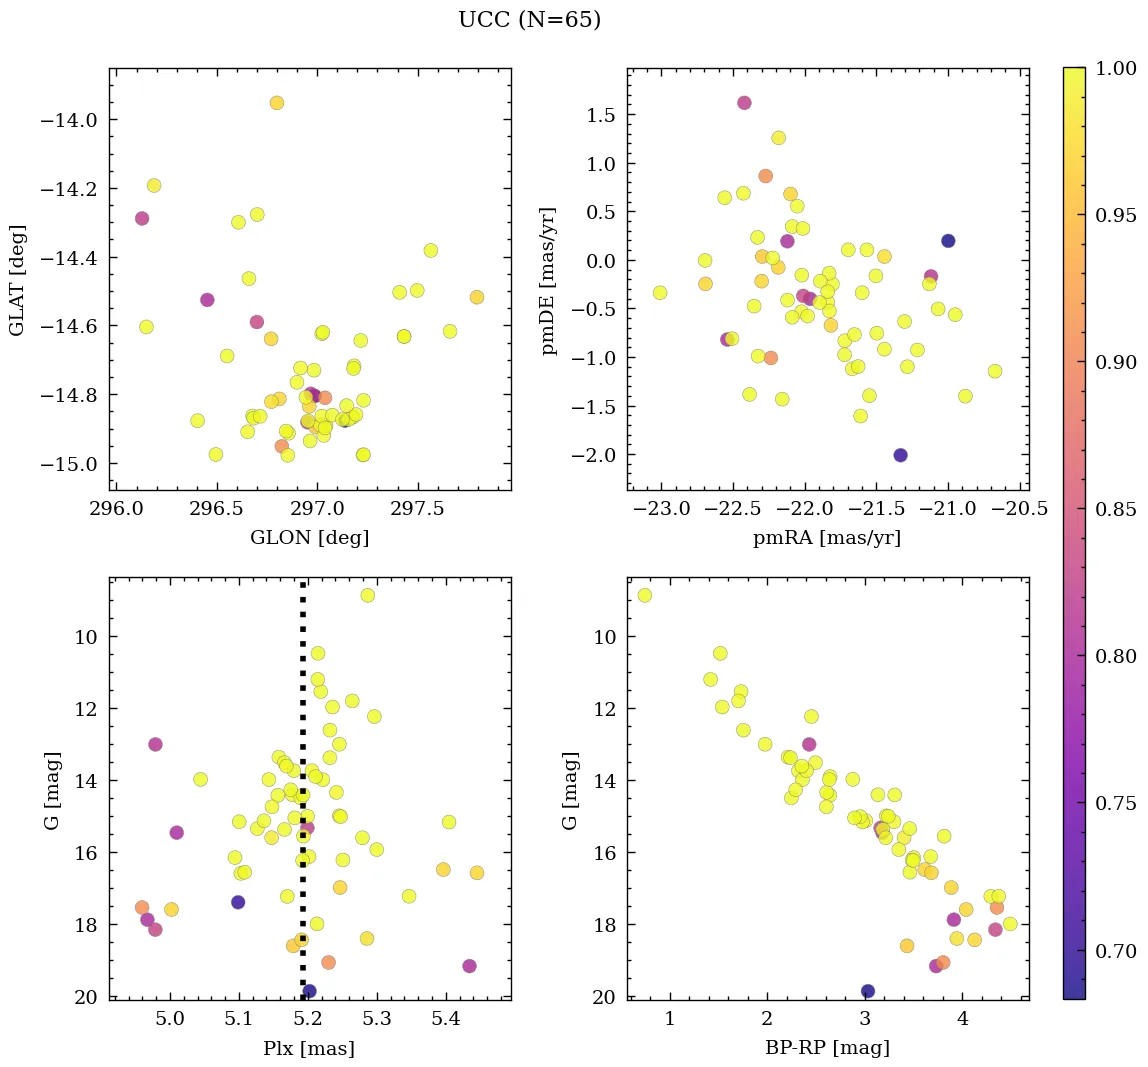 UCC (N=65)
−14.0
−14.2
−14.4
−14.6
−14.8
−15.0
GLAT [deg]
296.0 296.5 297.0 297.5
GLON [deg]
1.5
1.0
0.5
0.0
−0.5
−1.0
−1.5
−2.0
pmDE [mas/yr]
−23.0 −22.5 −22.0 −21.5 −21.0 −20.5
pmRA [mas/yr]
10
12
14
16
18
20
G [mag]
5.0 5.1 5.2 5.3 5.4
Plx [mas]
10
12
14
16
18
20
G [mag]
1 2 3 4
BP-RP [mag]
1.00
0.95
0.90
0.85
0.80
0.75
0.70